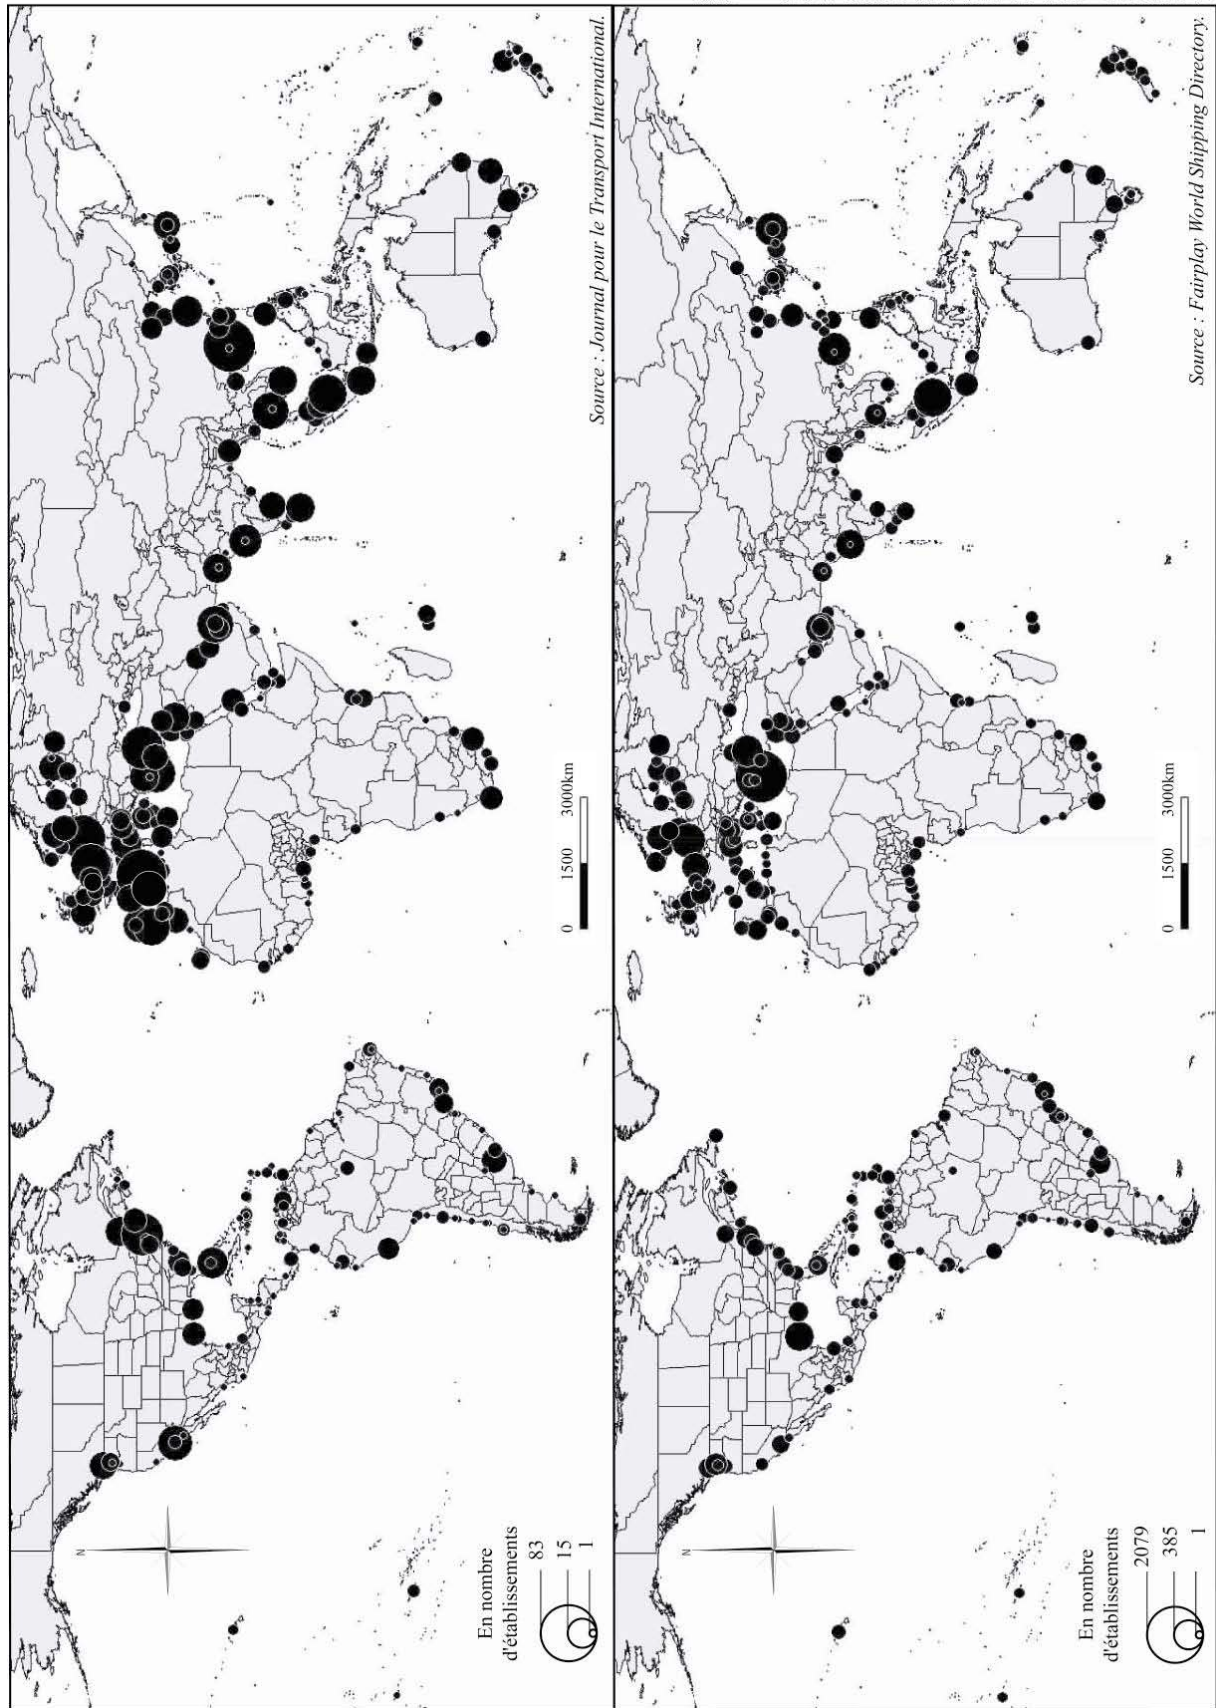 N
En nombre
d'établissements
83
15
1
0
1500
3000km
Source : Journal pour le Transport International.
N
En nombre
d'établissements
2079
385
1
0
1500
3000km
Source : Fairplay World Shipping Directory.